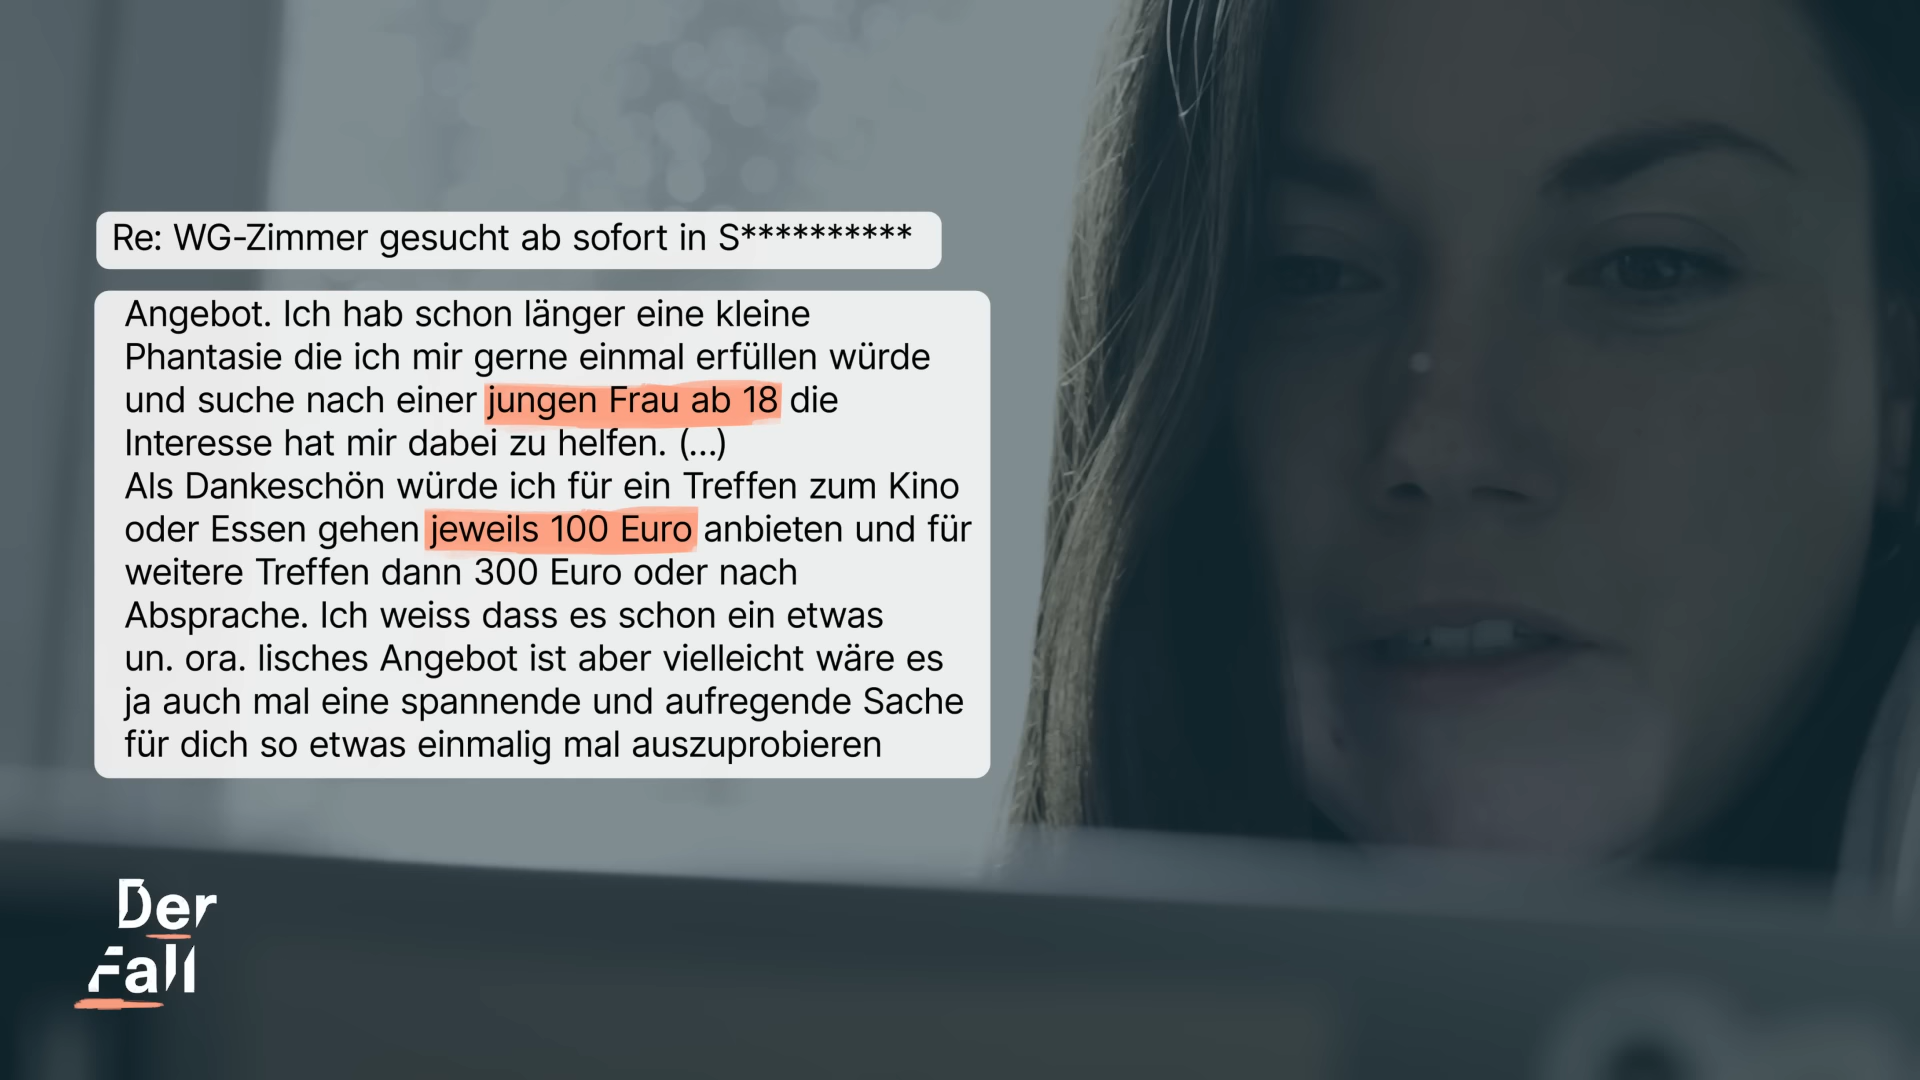 Re: WG-Zimmer gesucht ab sofort in S**********
Angebot. Ich hab schon länger eine kleine
Phantasie die ich mir gerne einmal erfüllen würde
und suche nach einer jungen Frau ab 18 die
Interesse hat mir dabei zu helfen. (...)
Als Dankeschön würde ich für ein Treffen zum Kino
oder Essen gehen jeweils 100 Euro anbieten und für
weitere Treffen dann 300 Euro oder nach
Absprache. Ich weiss dass es schon ein etwas
un. ora. lisches Angebot ist aber vielleicht wäre es
ja auch mal eine spannende und aufregende Sache
für dich so etwas einmalig mal auszuprobieren
Der
Fall